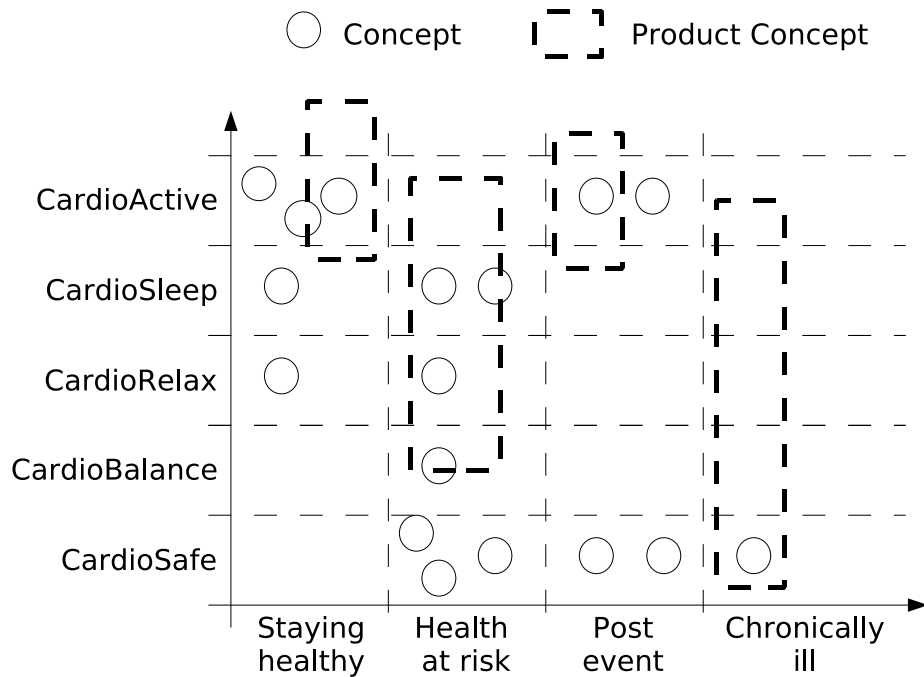 Concept
Product Concept
CardioActive
CardioSleep
CardioRelax
CardioBalance
CardioSafe
Staying
healthy
Health
at risk
Post
event
Chronically
ill